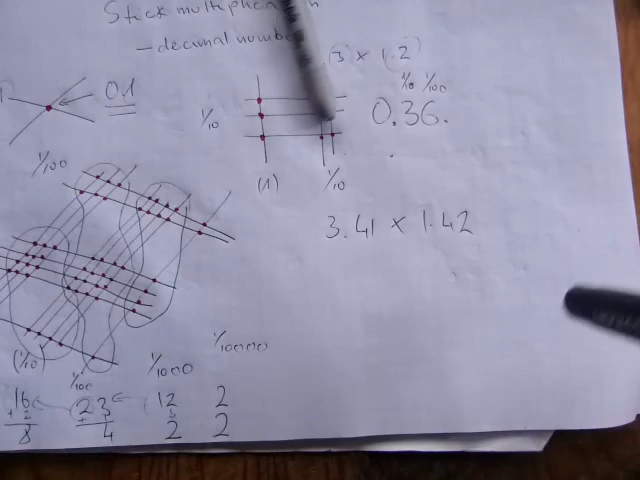 Stick multiplication
– decimal numbe
(3) × 1.2
0.1
1/10 1/100
1/10
0.36.
1/100
(1) 1/10
3.41 × 1.42
(1/10) 1/100 1/1000 1/10000
16 23 12 2
8 4 2 2